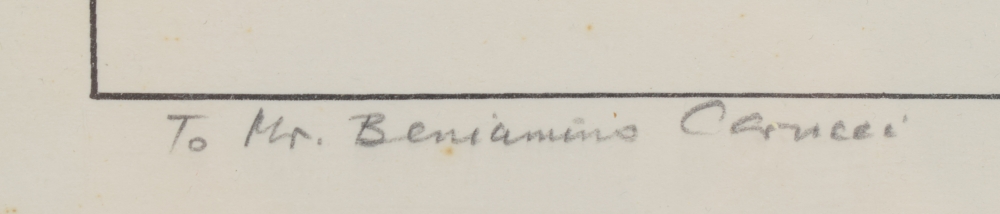 To Mr. Beniamino Carucci